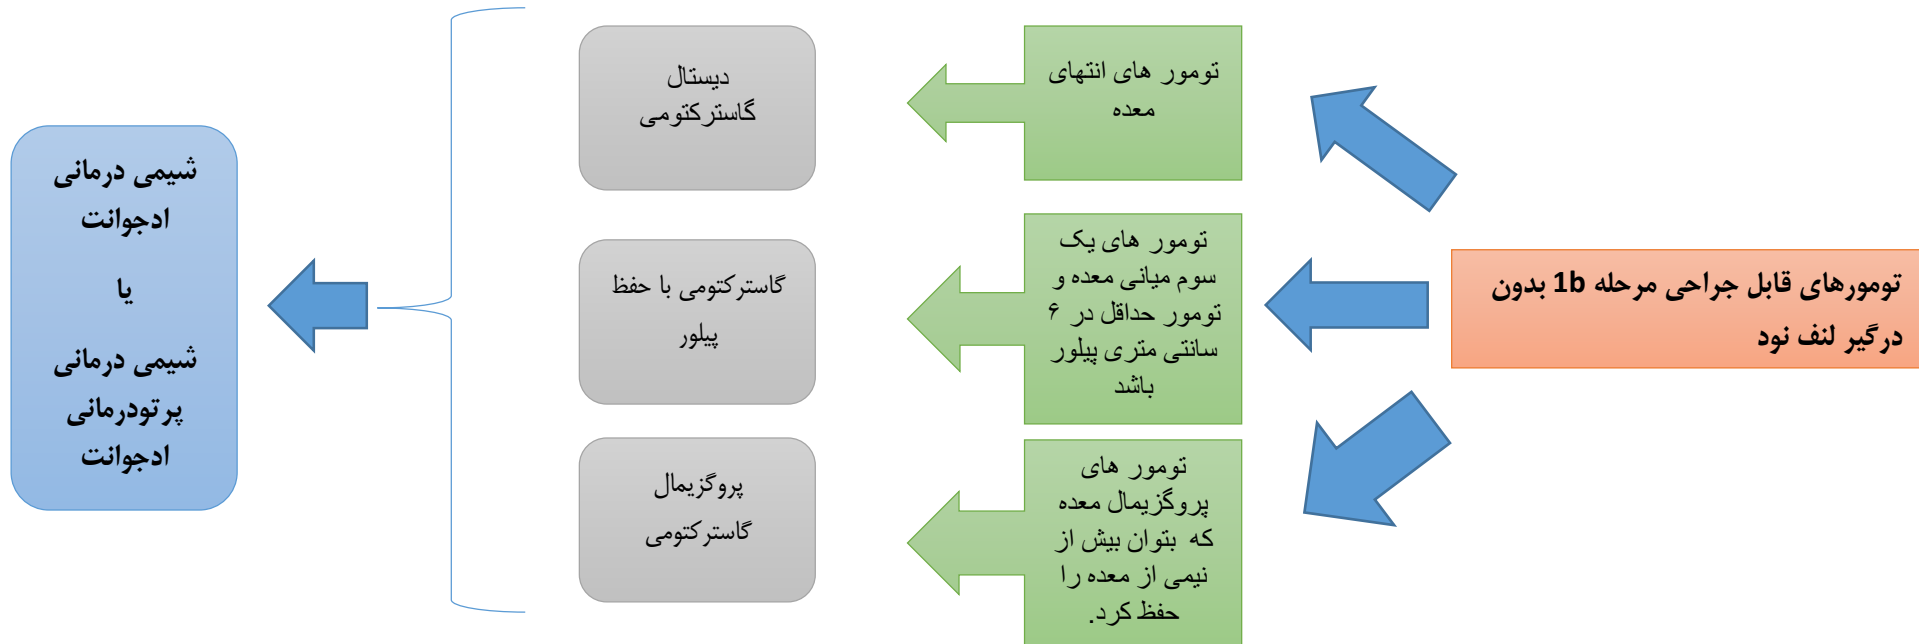 تومورهای قابل جراحی مرحله 1b بدون
درگیر لنف نود
تومور های انتهای
معده
دیستال
گاسترکتومی
تومور های یک
سوم میانی معده و
تومور حداقل در ۶
سانتی متری پیلور
باشد
گاسترکتومی با حفظ
پیلور
تومور های
پروگزیمال معده
که بتوان بیش از
نیمی از معده را
حفظ کرد.
پروگزیمال
گاسترکتومی
شیمی درمانی
ادجوانت
یا
شیمی درمانی
پرتودرمانی
ادجوانت